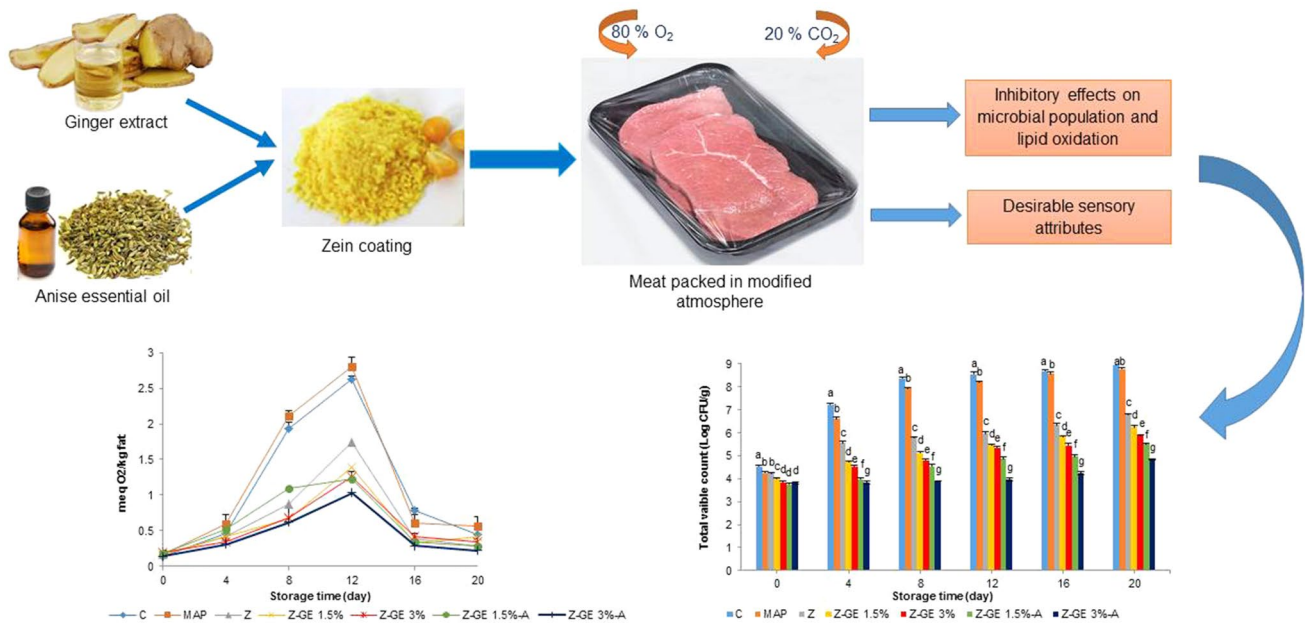 80 % O2
20 % CO2
Ginger extract
Anise essential oil
Zein coating
Meat packed in modified
atmosphere
Inhibitory effects on
microbial population and
lipid oxidation
Desirable sensory
attributes
3
2.5
2
1.5
1
0.5
0
meq O2/kg fat
0 4 8 12 16 20
Storage time (day)
C MAP Z Z-GE 1.5% Z-GE 3% Z-GE 1.5%-A Z-GE 3%-A
9
8
7
6
5
4
3
2
1
0
Total vaible count (Log CFU/g)
a b b c d d d
a b c d e f g
a b c d e f g
a b c d e f g
a b c d e f g
a b c d e f g
0 4 8 12 16 20
Storage time (day)
C MAP Z Z-GE 1.5% Z-GE 3% Z-GE 1.5%-A Z-GE 3%-A